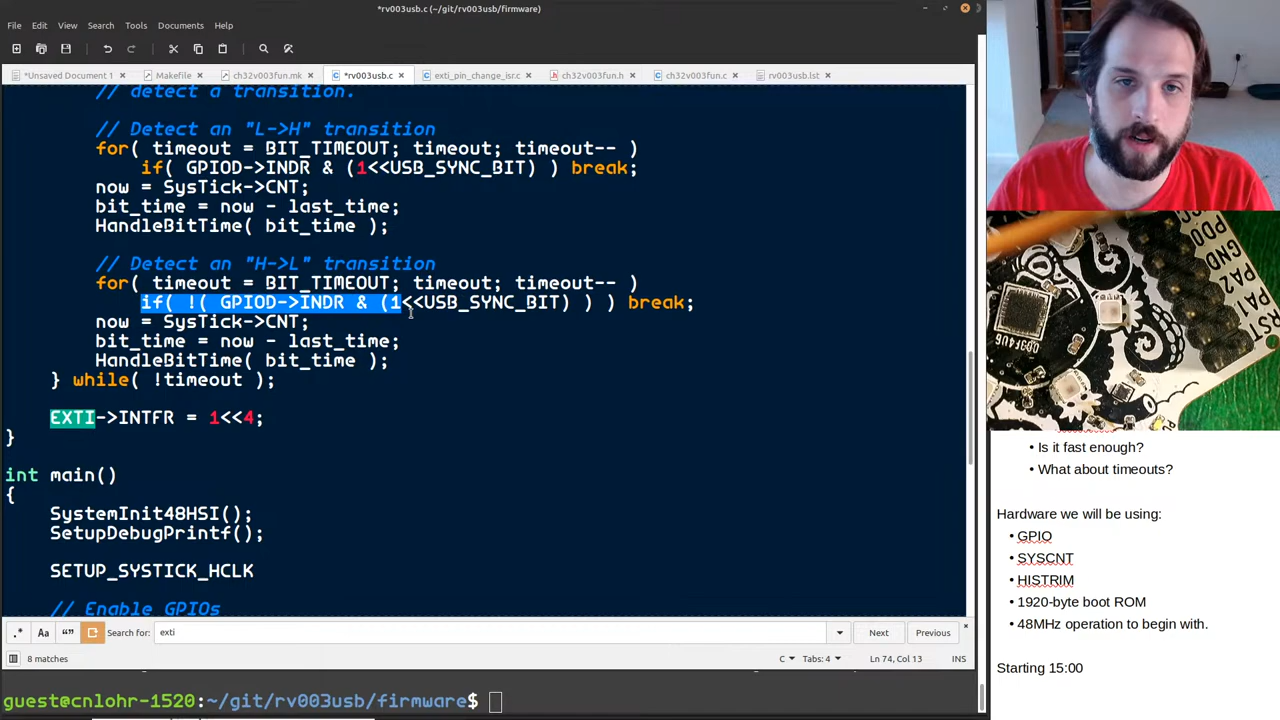 *rv003usb.c (~/git/rv003usb/firmware)
File Edit View Search Tools Documents Help
*Unsaved Document 1 Makefile ch32v003fun.mk *rv003usb.c exti_pin_change_isr.c ch32v003fun.h ch32v003fun.c rv003usb.lst
// detect a transition.
// Detect an "L->H" transition
for( timeout = BIT_TIMEOUT; timeout; timeout-- )
if( GPIOD->INDR & (1<<USB_SYNC_BIT) ) break;
now = SysTick->CNT;
bit_time = now - last_time;
HandleBitTime( bit_time );
// Detect an "H->L" transition
for( timeout = BIT_TIMEOUT; timeout; timeout-- )
if( !( GPIOD->INDR & (1<<USB_SYNC_BIT) ) ) break;
now = SysTick->CNT;
bit_time = now - last_time;
HandleBitTime( bit_time );
} while( !timeout );
EXTI->INTFR = 1<<4;
}
int main()
{
SystemInit48HSI();
SetupDebugPrintf();
SETUP_SYSTICK_HCLK
// Enable GPIOs
.* Aa “” Search for: exti Next Previous
8 matches C Tabs: 4 Ln 74, Col 13 INS
guest@cnlohr-1520:~/git/rv003usb/firmware$
PD0
PA2
PA1
RST
• Is it fast enough?
• What about timeouts?
Hardware we will be using:
• GPIO
• SYSCNT
• HISTRIM
• 1920-byte boot ROM
• 48MHz operation to begin with.
Starting 15:00